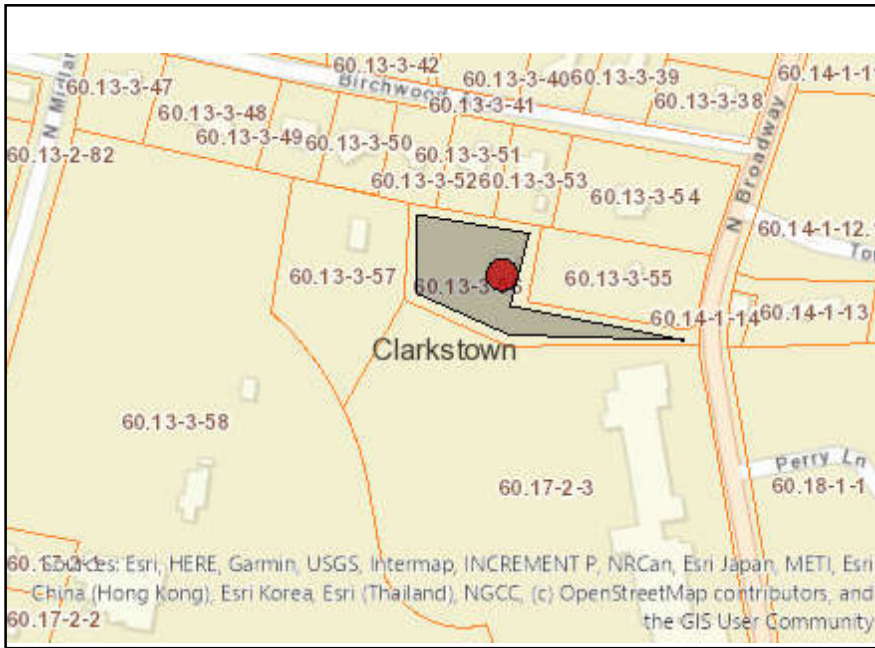 60.13-3-42
60.13-3-40
60.13-3-39
60.14-1-11
N Midlan
60.13-3-47
Birchwood
60.13-3-41
60.13-3-38
60.13-3-48
60.13-3-49
60.13-3-50
60.13-3-51
60.13-2-82
60.13-3-52
60.13-3-53
60.13-3-54
N Broadway
60.14-1-12.1
To
60.13-3-57
60.13-3-55
60.14-1-14
60.14-1-13
Clarkstown
60.13-3-58
60.17-2-3
Perry Ln
60.18-1-1
Sources: Esri, HERE, Garmin, USGS, Intermap, INCREMENT P, NRCan, Esri Japan, METI, Esri
China (Hong Kong), Esri Korea, Esri (Thailand), NGCC, (c) OpenStreetMap contributors, and
60.17-2-2
the GIS User Community